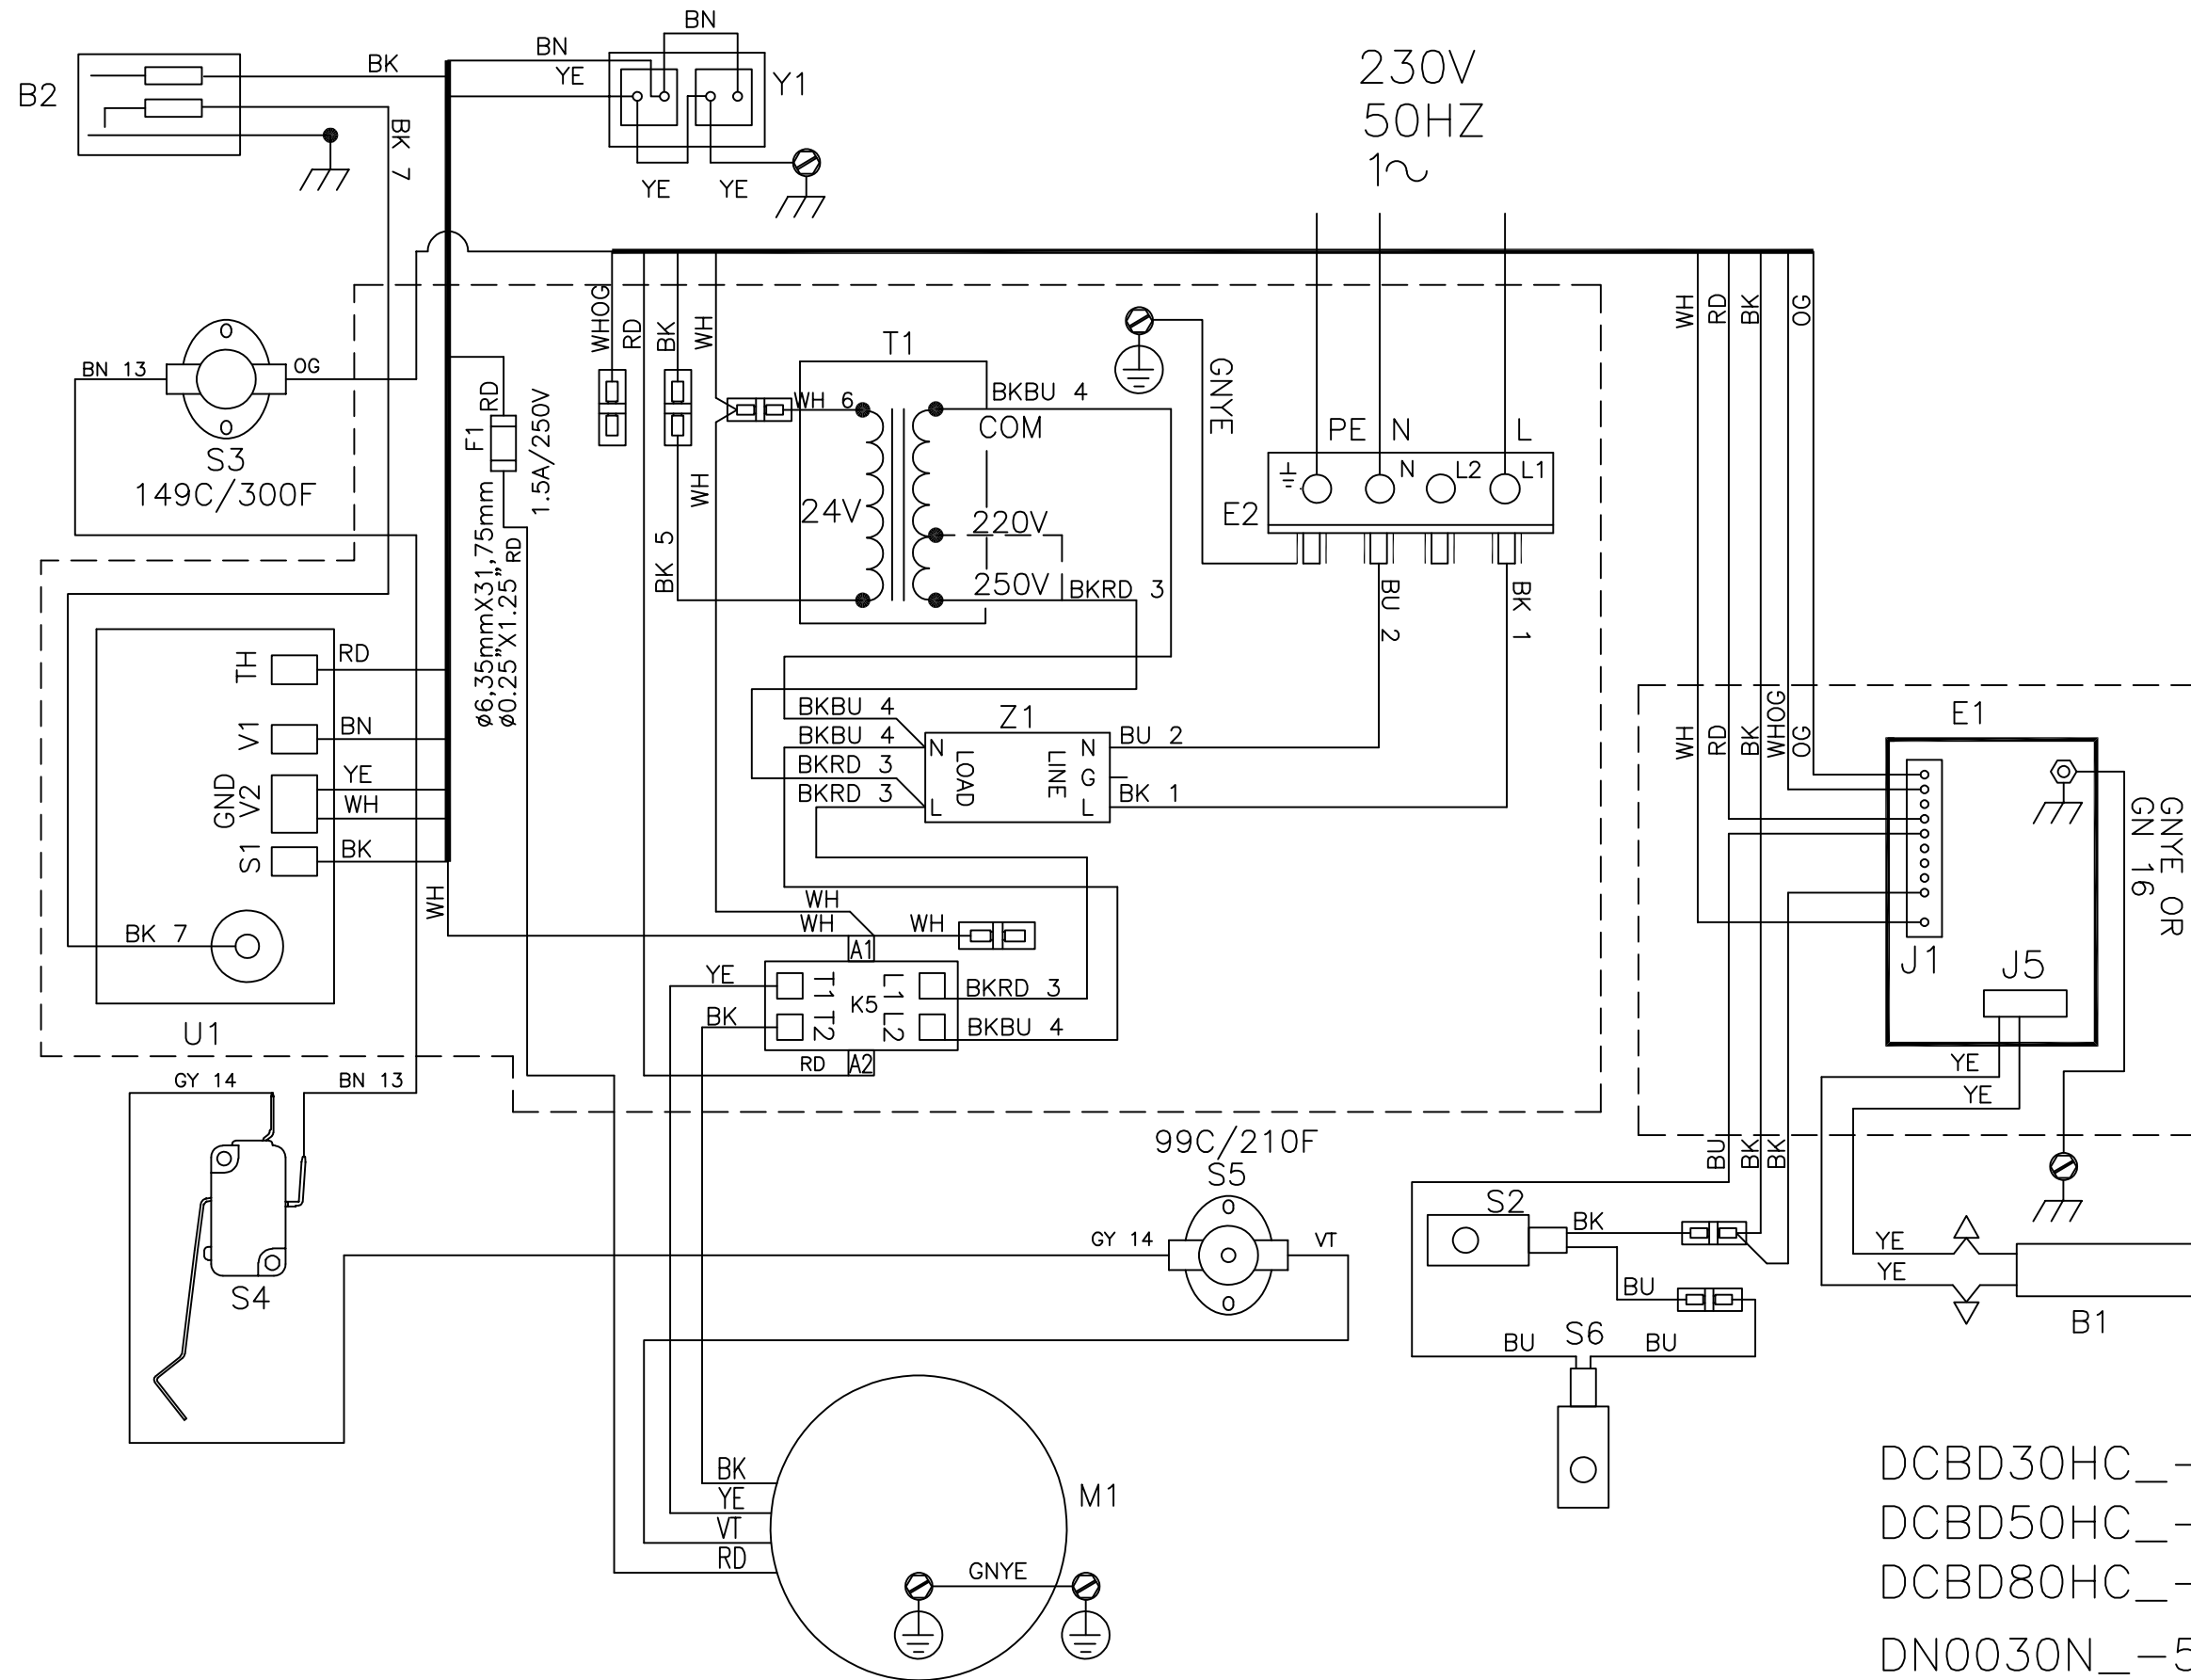 BN
BN
YE
Y1
BK
B2
BK 7
YE
YE
230V
50HZ
1~
WHOG
RD
BK
WH
WH
RD
BK
OG
BN 13
OG
S3
149C/300F
RD
F1
1.5A/250V
ø6,35mmX31,75mm
ø0.25"X1.25"
RD
T1
WH 6
BKBU 4
COM
24V
220V
250V
BKRD 3
WH
BK 5
GNYE
PE N L
N L2 L1
E2
BU 2
BK 1
TH
RD
V1
BN
GND
V2
YE
WH
S1
BK
WH
BK 7
U1
BKBU 4
BKBU 4
BKRD 3
BKRD 3
Z1
N
L
LOAD
LINE
N
G
L
BU 2
BK 1
WH
WH
WH
A1
YE
BK
T1
T2
K5
L1
L2
BKRD 3
BKBU 4
RD
A2
WH
RD
BK
WHOG
OG
E1
J1
J5
GNYE OR
GN 16
YE
YE
GY 14
BN 13
S4
99C/210F
S5
GY 14
VT
BU
BK
BK
S2
BK
BU
S6
BU
BU
YE
YE
B1
BK
YE
VT
RD
M1
GNYE
DCBD30HC_-
DCBD50HC_-
DCBD80HC_-
DN0030N_-5